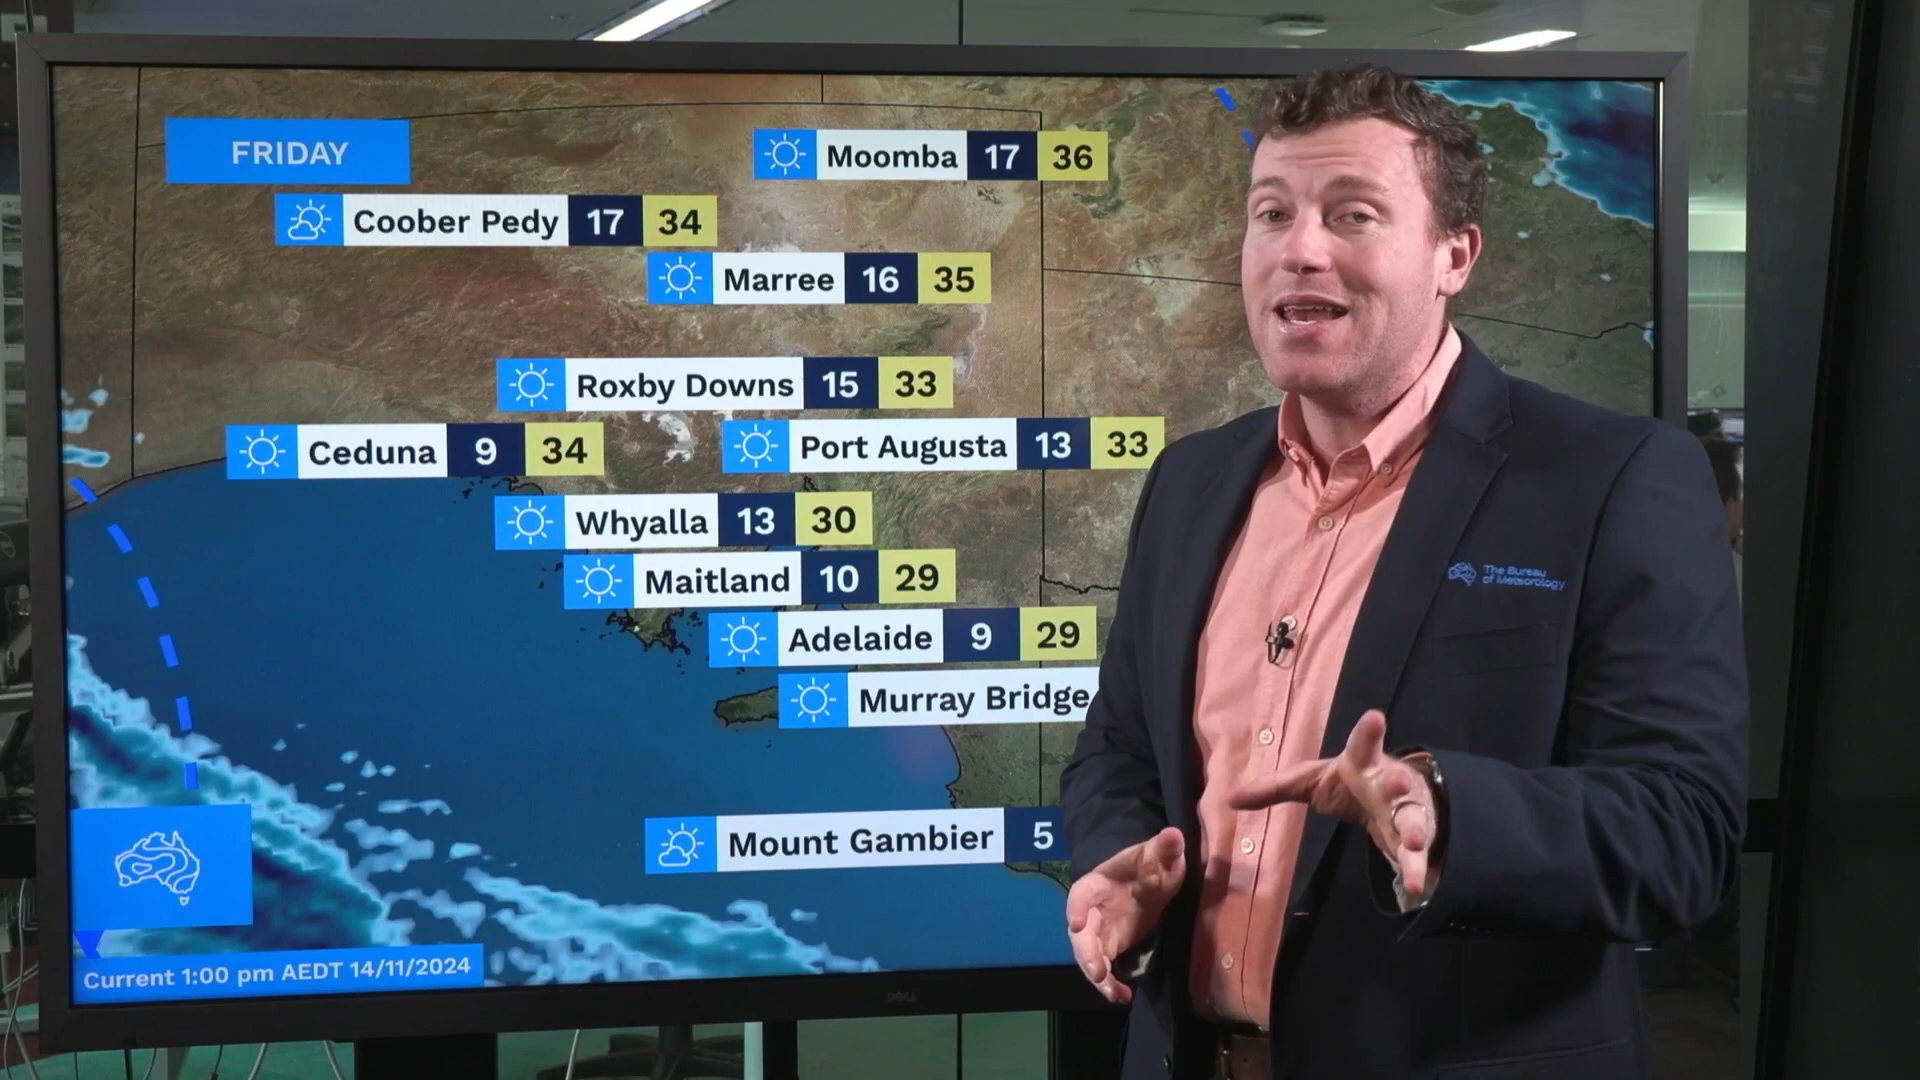 FRIDAY
Moomba 17 36
Coober Pedy 17 34
Marree 16 35
Roxby Downs 15 33
Ceduna 9 34
Port Augusta 13 33
Whyalla 13 30
Maitland 10 29
Adelaide 9 29
Murray Bridge
Mount Gambier 5
The Bureau
of Meteorology
Current 1:00 pm AEDT 14/11/2024
DELL